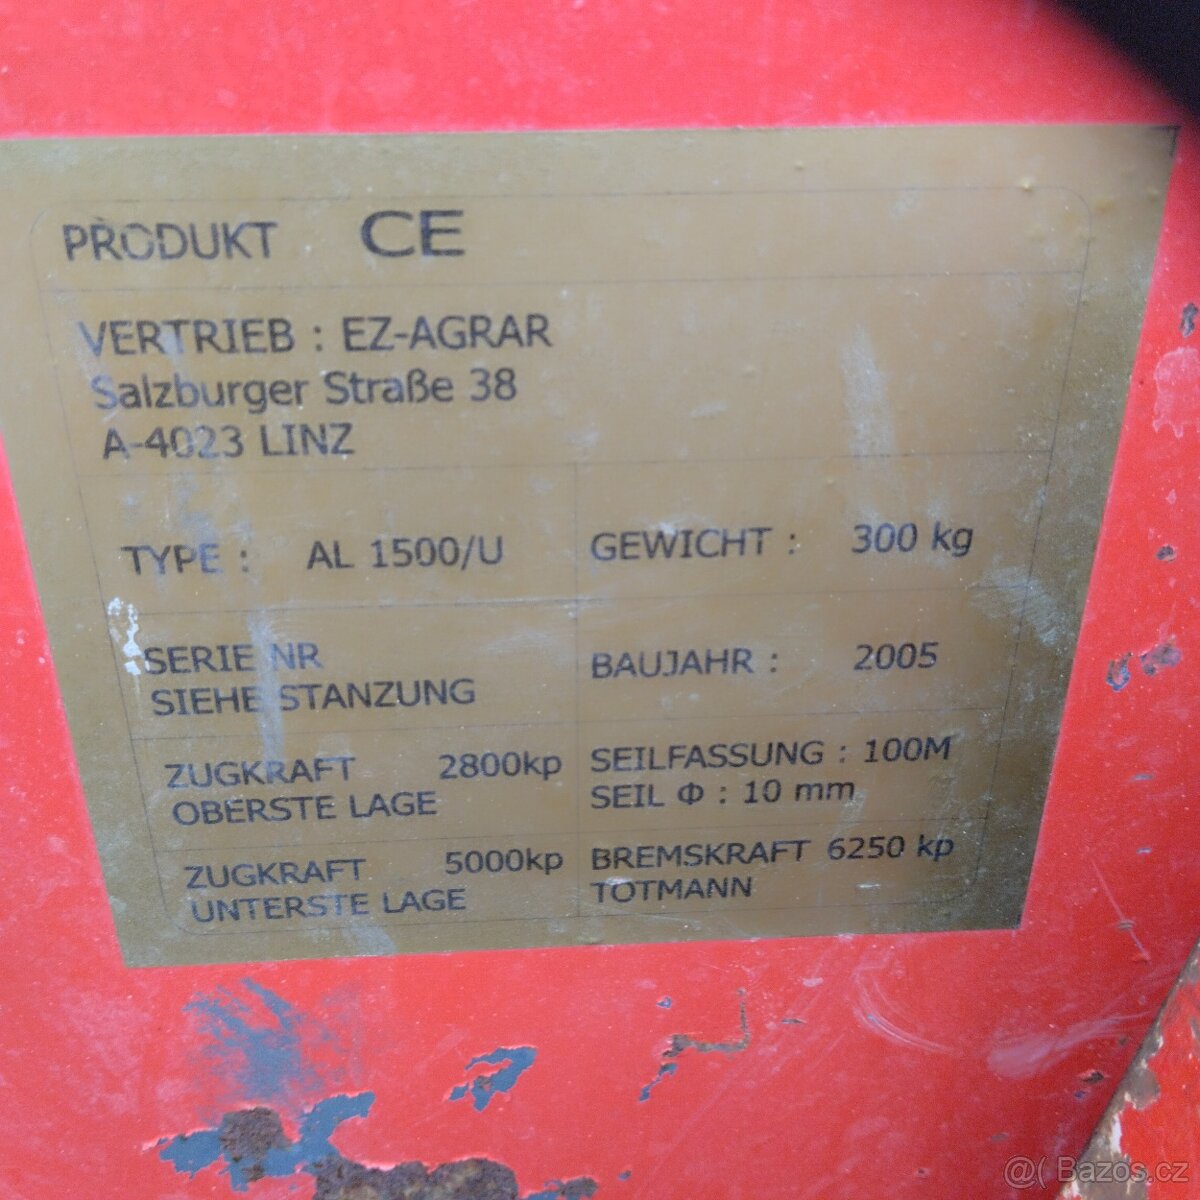 PRODUKT CE
VERTRIEB : EZ-AGRAR
Salzburger Straße 38
A-4023 LINZ
TYPE : AL 1500/U
GEWICHT : 300 kg
SERIE NR
SIEHE STANZUNG
BAUJAHR : 2005
ZUGKRAFT 2800kp
OBERSTE LAGE
SEILFASSUNG : 100M
SEIL Φ : 10 mm
ZUGKRAFT 5000kp
UNTERSTE LAGE
BREMSKRAFT 6250 kp
TOTMANN
@( Bazos.cz